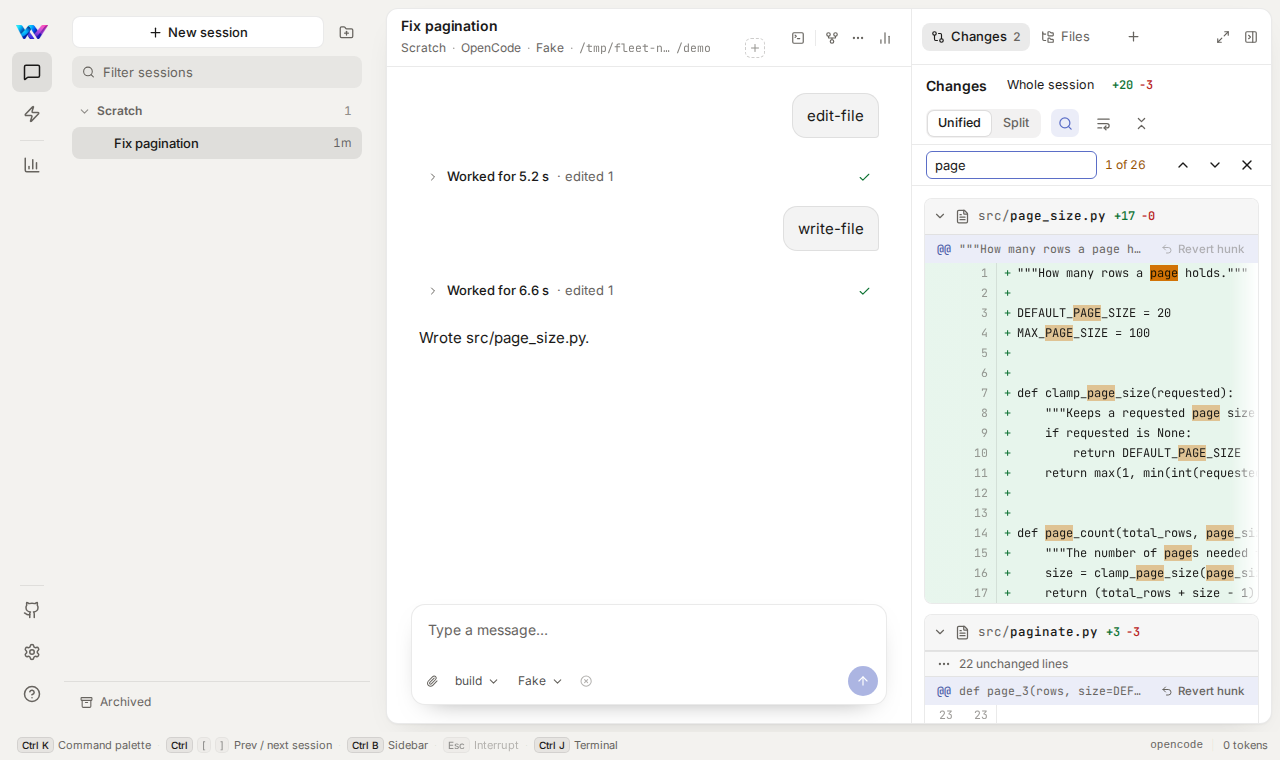 New session
Filter sessions
Scratch 1
Fix pagination 1m
Archived
Fix pagination
Scratch · OpenCode · Fake · /tmp/fleet-n… /demo
edit-file
Worked for 5.2 s · edited 1
write-file
Worked for 6.6 s · edited 1
Wrote src/page_size.py.
Type a message...
build Fake
Changes 2 Files
Changes Whole session +20 -3
Unified Split
page 1 of 26
src/page_size.py +17 -0
@@ """How many rows a page h… Revert hunk
1 + """How many rows a page holds."""
2 +
3 + DEFAULT_PAGE_SIZE = 20
4 + MAX_PAGE_SIZE = 100
5 +
6 +
7 + def clamp_page_size(requested):
8 + """Keeps a requested page size
9 + if requested is None:
10 + return DEFAULT_PAGE_SIZE
11 + return max(1, min(int(requeste
12 +
13 +
14 + def page_count(total_rows, page_si
15 + """The number of pages needed
16 + size = clamp_page_size(page_si
17 + return (total_rows + size - 1)
src/paginate.py +3 -3
22 unchanged lines
@@ def page_3(rows, size=DEF… Revert hunk
23 23
Ctrl K Command palette Ctrl [ ] Prev / next session Ctrl B Sidebar Esc Interrupt Ctrl J Terminal opencode 0 tokens